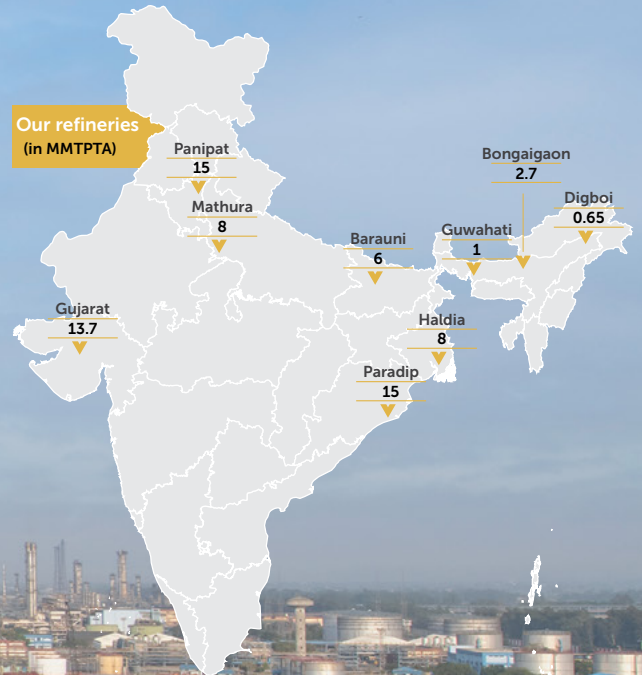 Our refineries
(in MMTPTA)
Panipat
15
Mathura
8
Bongaigaon
2.7
Digboi
0.65
Guwahati
1
Barauni
6
Gujarat
13.7
Haldia
8
Paradip
15